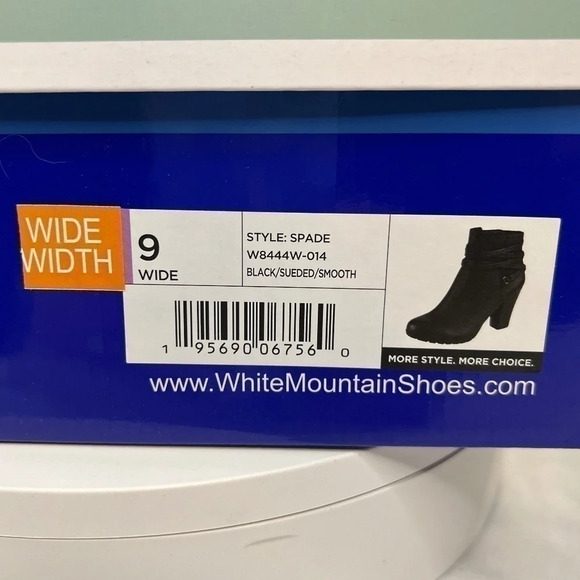 WIDE
WIDTH
9
WIDE
STYLE: SPADE
W8444W-014
BLACK/SUEDED/SMOOTH
1 95690 06756 0
MORE STYLE. MORE CHOICE.
www.WhiteMountainShoes.com